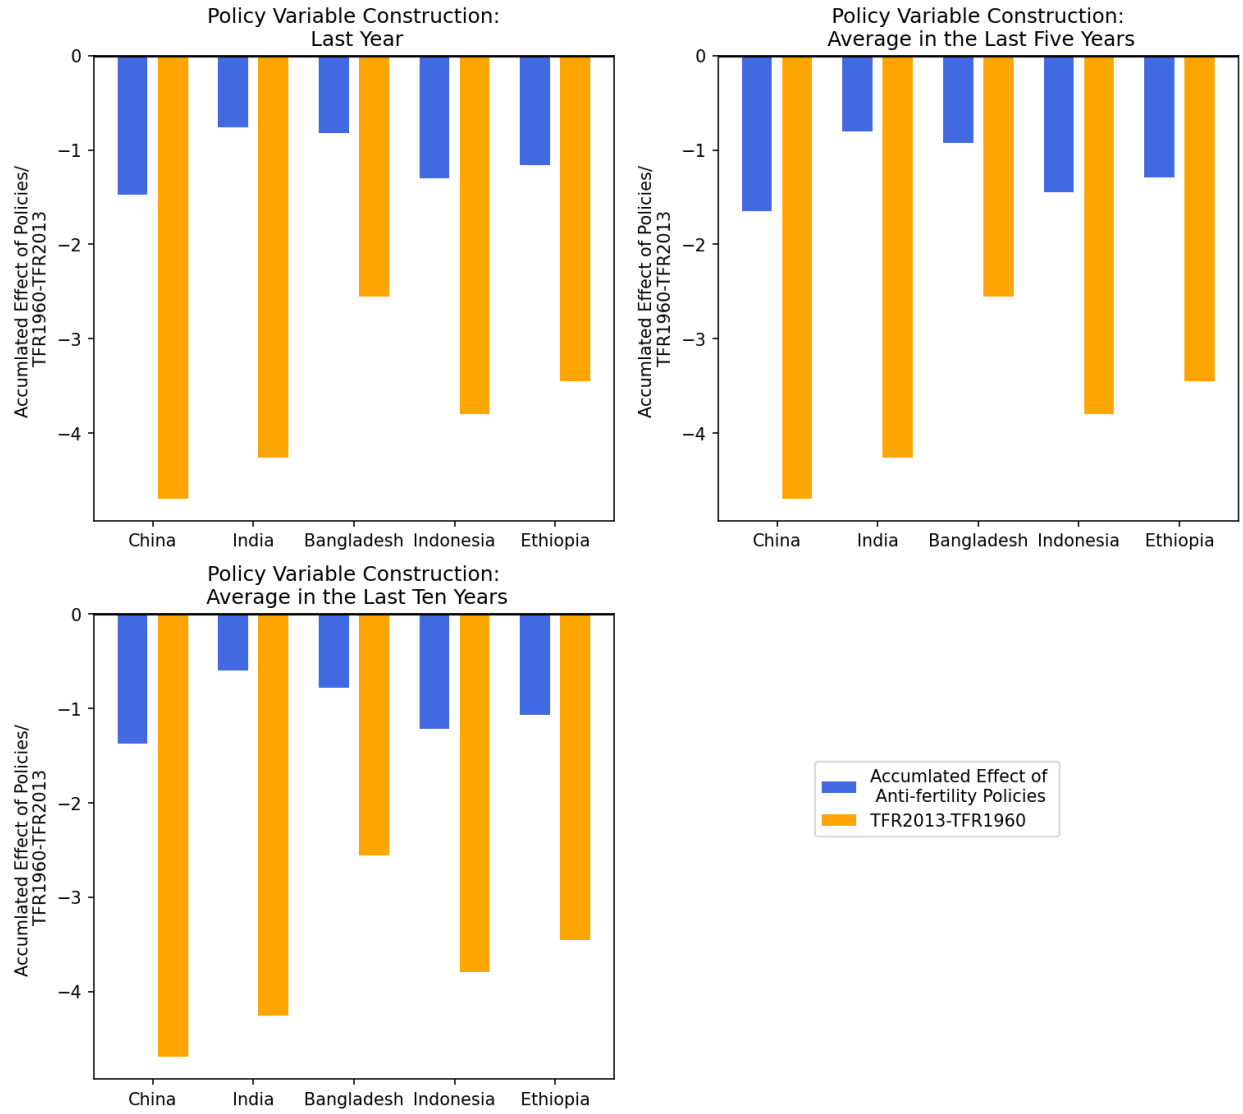 Policy Variable Construction:
Last Year
Accumlated Effect of Policies/
TFR1960-TFR2013
0
−1
−2
−3
−4
China
India
Bangladesh
Indonesia
Ethiopia
Policy Variable Construction:
Average in the Last Five Years
Accumlated Effect of Policies/
TFR1960-TFR2013
0
−1
−2
−3
−4
China
India
Bangladesh
Indonesia
Ethiopia
Policy Variable Construction:
Average in the Last Ten Years
Accumlated Effect of Policies/
TFR1960-TFR2013
0
−1
−2
−3
−4
China
India
Bangladesh
Indonesia
Ethiopia
Accumlated Effect of
Anti-fertility Policies
TFR2013-TFR1960